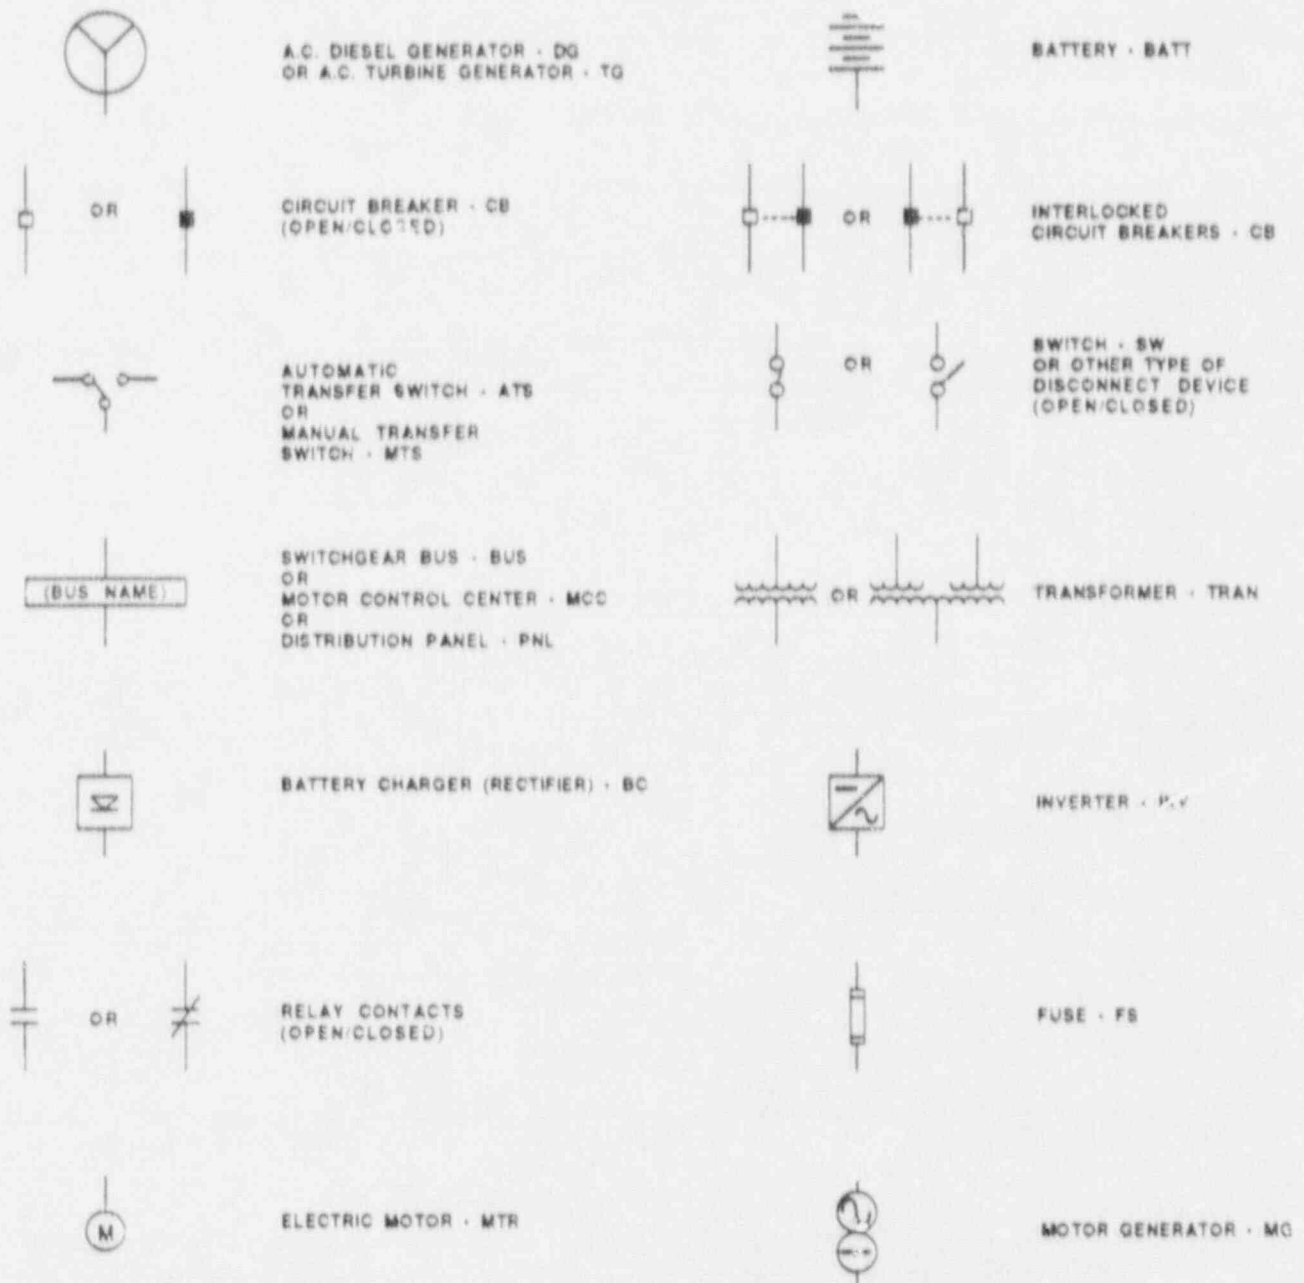 A.C. DIESEL GENERATOR - DG
OR A.C. TURBINE GENERATOR - TG
BATTERY - BATT
OR
CIRCUIT BREAKER - CB
(OPEN/CLOSED)
OR
INTERLOCKED
CIRCUIT BREAKERS - CB
AUTOMATIC
TRANSFER SWITCH - ATS
OR
MANUAL TRANSFER
SWITCH - MTS
OR
SWITCH - SW
OR OTHER TYPE OF
DISCONNECT DEVICE
(OPEN/CLOSED)
(BUS NAME)
SWITCHGEAR BUS - BUS
OR
MOTOR CONTROL CENTER - MCC
OR
DISTRIBUTION PANEL - PNL
OR
TRANSFORMER - TRAN
BATTERY CHARGER (RECTIFIER) - BC
INVERTER -
OR
RELAY CONTACTS
(OPEN/CLOSED)
FUSE - FS
M
ELECTRIC MOTOR - MTR
MOTOR GENERATOR - MG